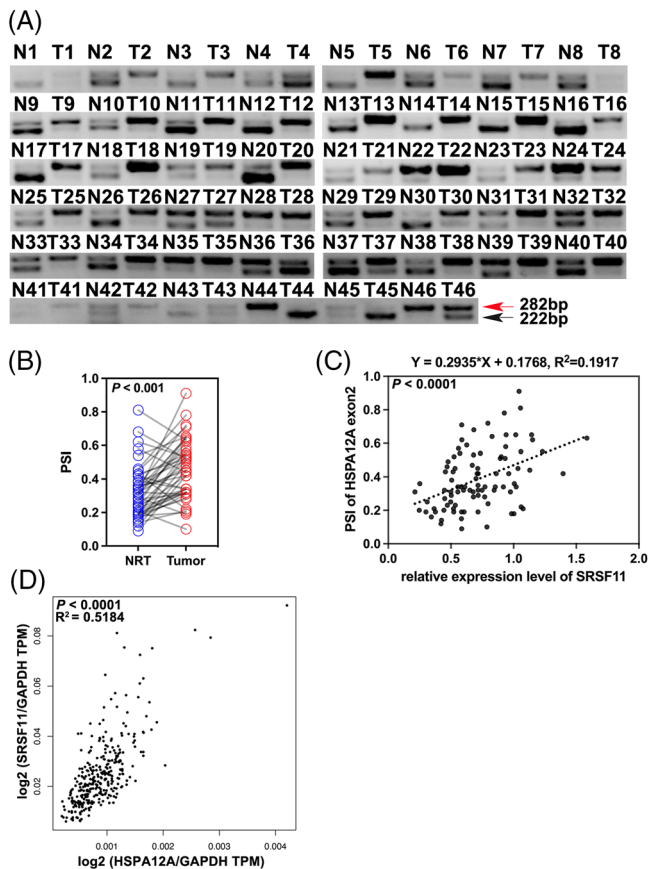 (A)
N1 T1 N2 T2 N3 T3 N4 T4 N5 T5 N6 T6 N7 T7 N8 T8
N9 T9 N10 T10 N11 T11 N12 T12 N13 T13 N14 T14 N15 T15 N16 T16
N17 T17 N18 T18 N19 T19 N20 T20 N21 T21 N22 T22 N23 T23 N24 T24
N25 T25 N26 T26 N27 T27 N28 T28 N29 T29 N30 T30 N31 T31 N32 T32
N33 T33 N34 T34 N35 T35 N36 T36 N37 T37 N38 T38 N39 T39 N40 T40
N41 T41 N42 T42 N43 T43 N44 T44 N45 T45 N46 T46
282bp
222bp
(B)
P < 0.001
PSI
1.0
0.8
0.6
0.4
0.2
0.0
NRT Tumor
(C)
Y = 0.2935*X + 0.1768, R2=0.1917
P < 0.0001
PSI of HSPA12A exon2
1.0
0.8
0.6
0.4
0.2
0.0
0.0 0.5 1.0 1.5 2.0
relative expression level of SRSF11
(D)
P < 0.0001
R2 = 0.5184
log2 (SRSF11/GAPDH TPM)
0.08
0.06
0.04
0.02
0.001 0.002 0.003 0.004
log2 (HSPA12A/GAPDH TPM)